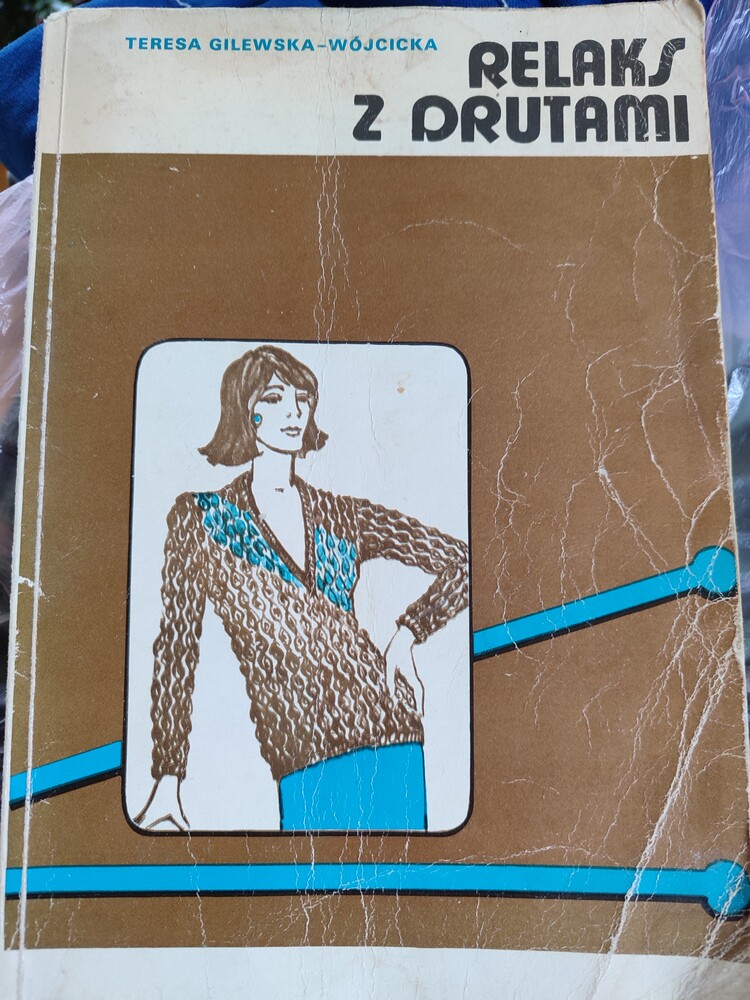 TERESA GILEWSKA-WÓJCICKA
RELAKS
Z DRUTAMI